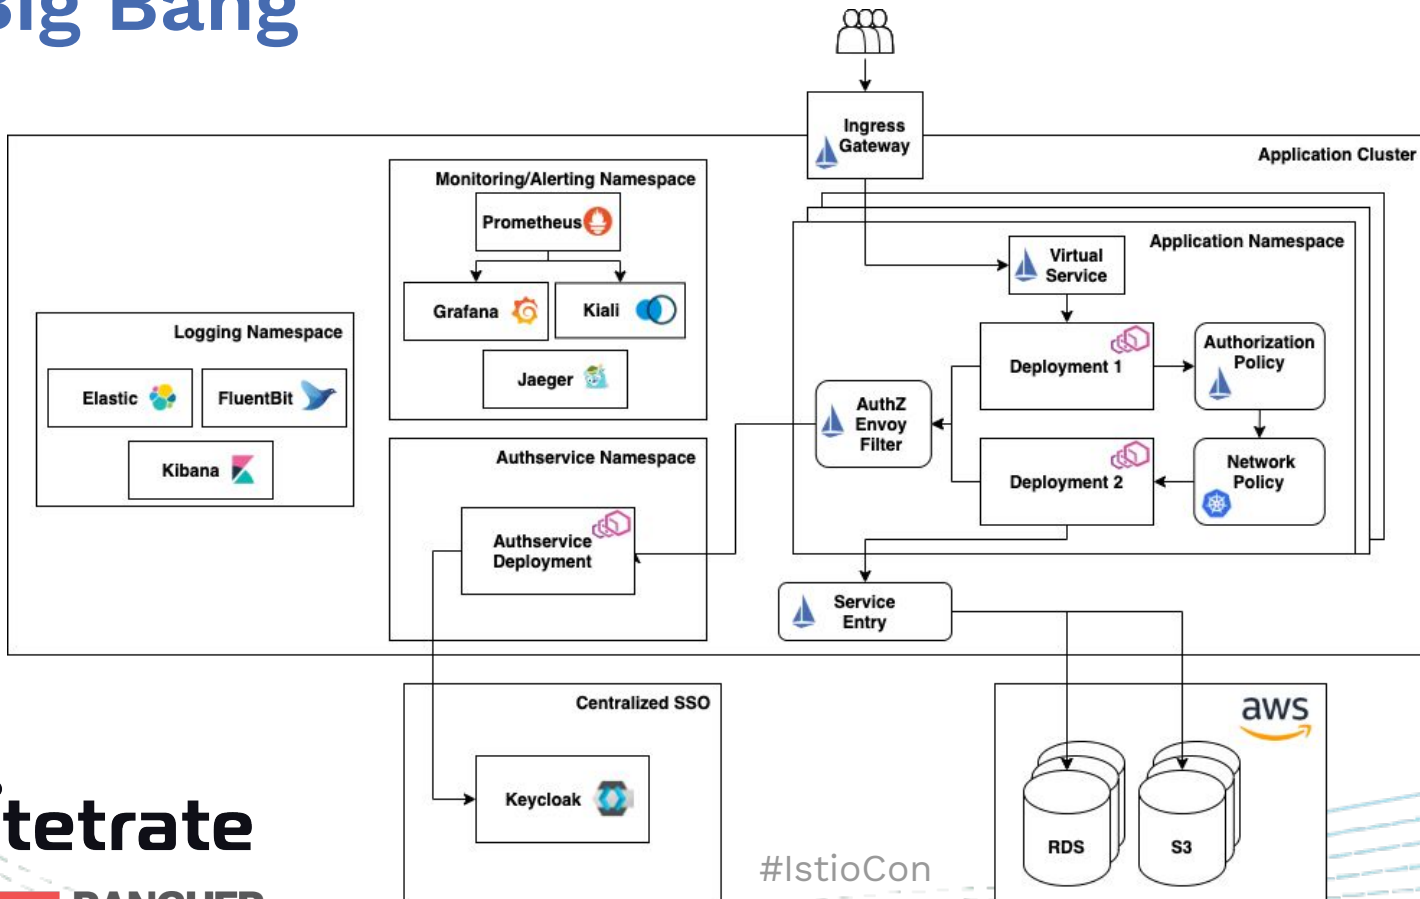 Big Bang
Ingress
Gateway
Application Cluster
Monitoring/Alerting Namespace
Prometheus
Grafana
Kiali
Jaeger
Logging Namespace
Elastic
FluentBit
Kibana
Application Namespace
Virtual
Service
Deployment 1
Authorization
Policy
AuthZ
Envoy
Filter
Deployment 2
Network
Policy
Authservice Namespace
Authservice
Deployment
Service
Entry
Centralized SSO
Keycloak
aws
RDS
S3
tetrate
#IstioCon
RANCHER